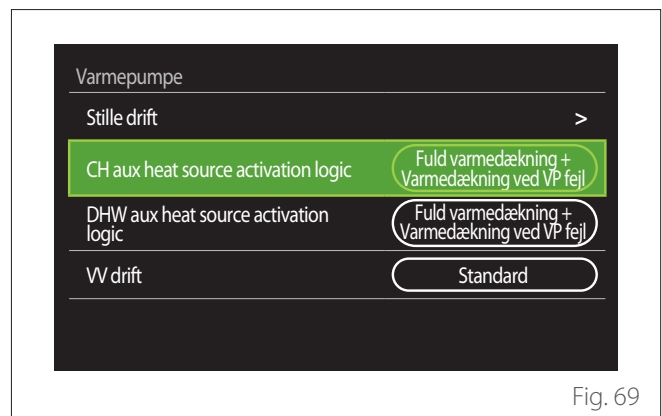 Varmepumpe
Stille drift >
CH aux heat source activation logic
Fuld varmedækning +
Varmedækning ved VP fejl
DHW aux heat source activation
logic
Fuld varmedækning +
Varmedækning ved VP fejl
VV drift
Standard
Fig. 69